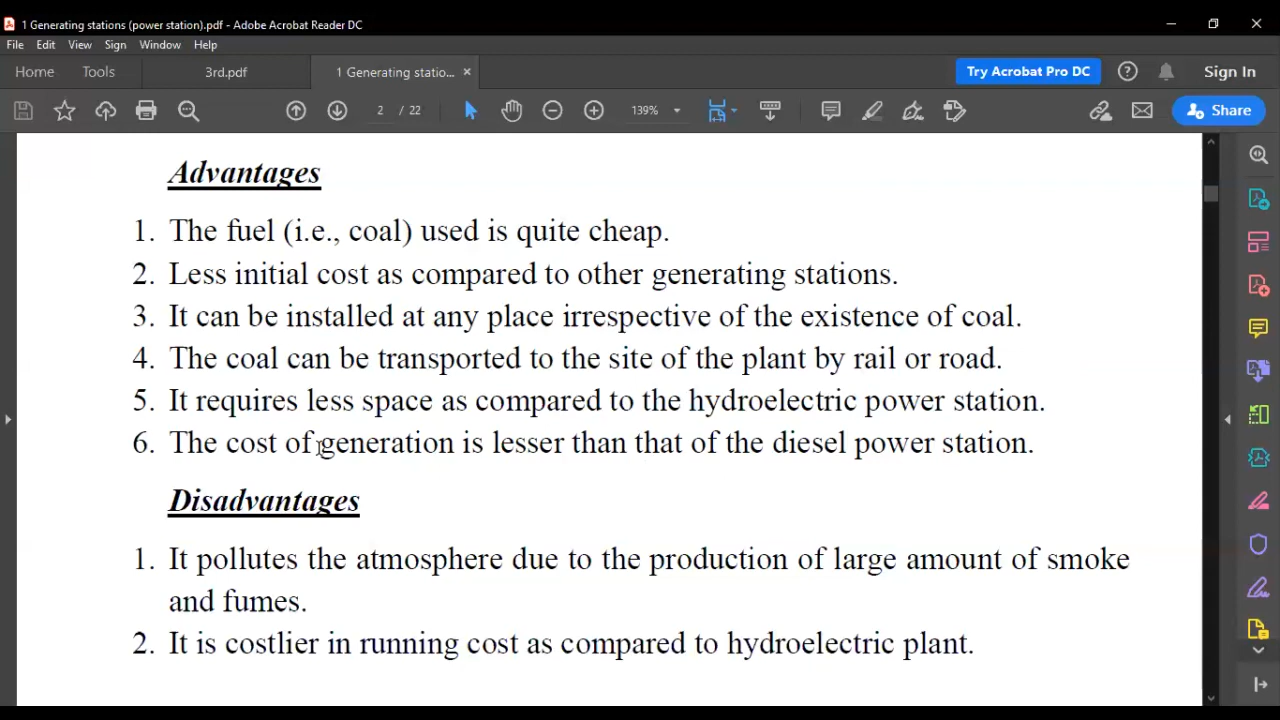 1 Generating stations (power station).pdf - Adobe Acrobat Reader DC
File Edit View Sign Window Help
Home Tools 3rd.pdf 1 Generating statio... × Try Acrobat Pro DC Sign In
2 / 22 139% Share
Advantages
1. The fuel (i.e., coal) used is quite cheap.
2. Less initial cost as compared to other generating stations.
3. It can be installed at any place irrespective of the existence of coal.
4. The coal can be transported to the site of the plant by rail or road.
5. It requires less space as compared to the hydroelectric power station.
6. The cost of generation is lesser than that of the diesel power station.
Disadvantages
1. It pollutes the atmosphere due to the production of large amount of smoke
and fumes.
2. It is costlier in running cost as compared to hydroelectric plant.